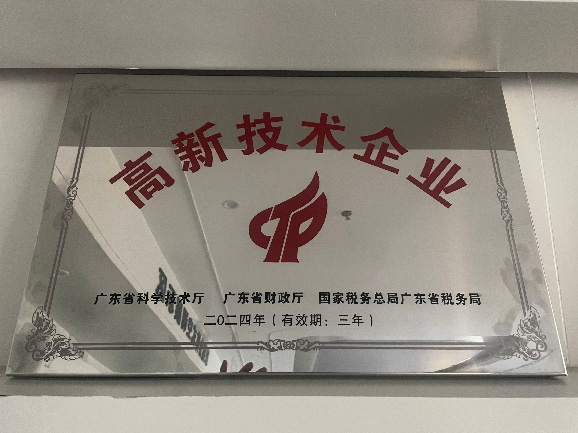 高新技术企业
广东省科学技术厅 广东省财政厅 国家税务总局广东省税务局
二〇二四年（有效期：三年）